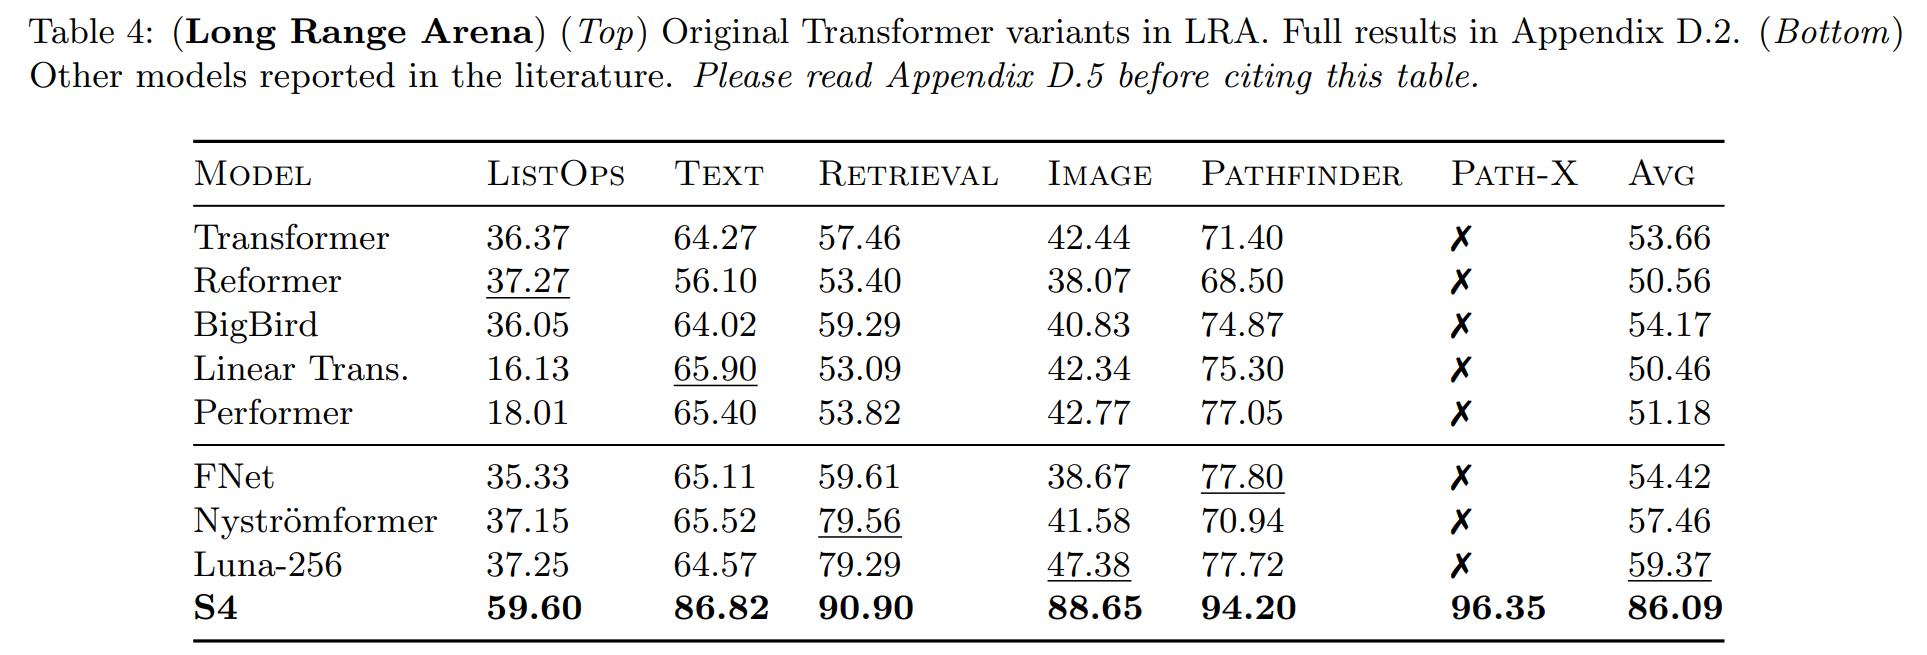 Table 4: (Long Range Arena) (Top) Original Transformer variants in LRA. Full results in Appendix D.2. (Bottom)
Other models reported in the literature. Please read Appendix D.5 before citing this table.
Model ListOps Text Retrieval Image Pathfinder Path-X Avg
Transformer 36.37 64.27 57.46 42.44 71.40 ✗ 53.66
Reformer 37.27 56.10 53.40 38.07 68.50 ✗ 50.56
BigBird 36.05 64.02 59.29 40.83 74.87 ✗ 54.17
Linear Trans. 16.13 65.90 53.09 42.34 75.30 ✗ 50.46
Performer 18.01 65.40 53.82 42.77 77.05 ✗ 51.18
FNet 35.33 65.11 59.61 38.67 77.80 ✗ 54.42
Nyströmformer 37.15 65.52 79.56 41.58 70.94 ✗ 57.46
Luna-256 37.25 64.57 79.29 47.38 77.72 ✗ 59.37
S4 59.60 86.82 90.90 88.65 94.20 96.35 86.09